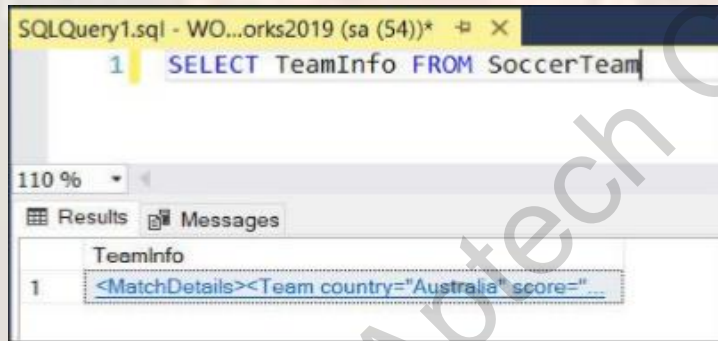 SQLQuery1.sql - WO...orks2019 (sa (54))* ×
1 SELECT TeamInfo FROM SoccerTeam
110 %
Results Messages
TeamInfo
1 <MatchDetails><Team country="Australia" score="...
Aptech